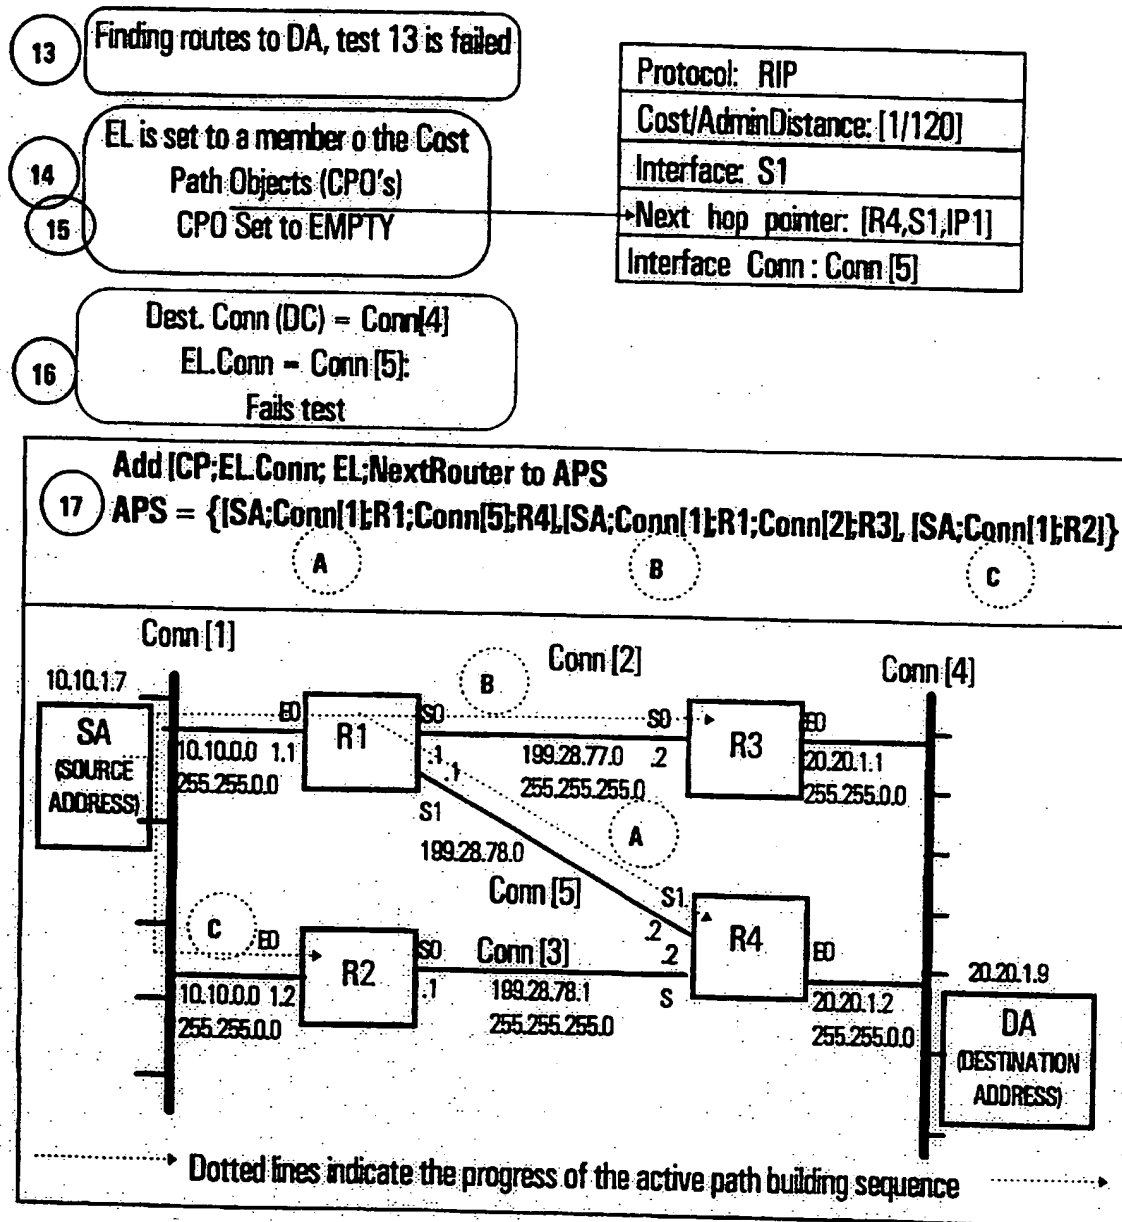 13
Finding routes to DA, test 13 is failed
14
15
EL is set to a member o the Cost
Path Objects (CPO's)
CPO Set to EMPTY
Protocol: RIP
Cost/AdminDistance: [1/120]
Interface: S1
Next hop pointer: [R4,S1,IP1]
Interface Conn: Conn [5]
16
Dest. Conn (DC) = Conn[4]
EL.Conn = Conn [5]:
Fails test
17
Add [CP;EL.Conn; EL;NextRouter to APS
APS = {[SA;Conn[1];R1;Conn[5];R4],[SA;Conn[1];R1;Conn[2];R3], [SA;Conn[1];R2]}
A
B
C
Conn [1]
Conn [2]
Conn [4]
10.10.1.7
SA
(SOURCE
ADDRESS)
E0
10.10.0.0 1.1
255.255.0.0
R1
S0
.1
.1
S1
199.28.78.0
B
199.28.77.0
255.255.255.0
S0
.2
R3
E0
20.20.1.1
255.255.0.0
A
Conn [5]
S1
.2
.2
S
R4
E0
20.20.1.2
255.255.0.0
C
E0
10.10.0.0 1.2
255.255.0.0
R2
S0
.1
Conn [3]
199.28.78.1
255.255.255.0
20.20.1.9
DA
(DESTINATION
ADDRESS)
Dotted lines indicate the progress of the active path building sequence